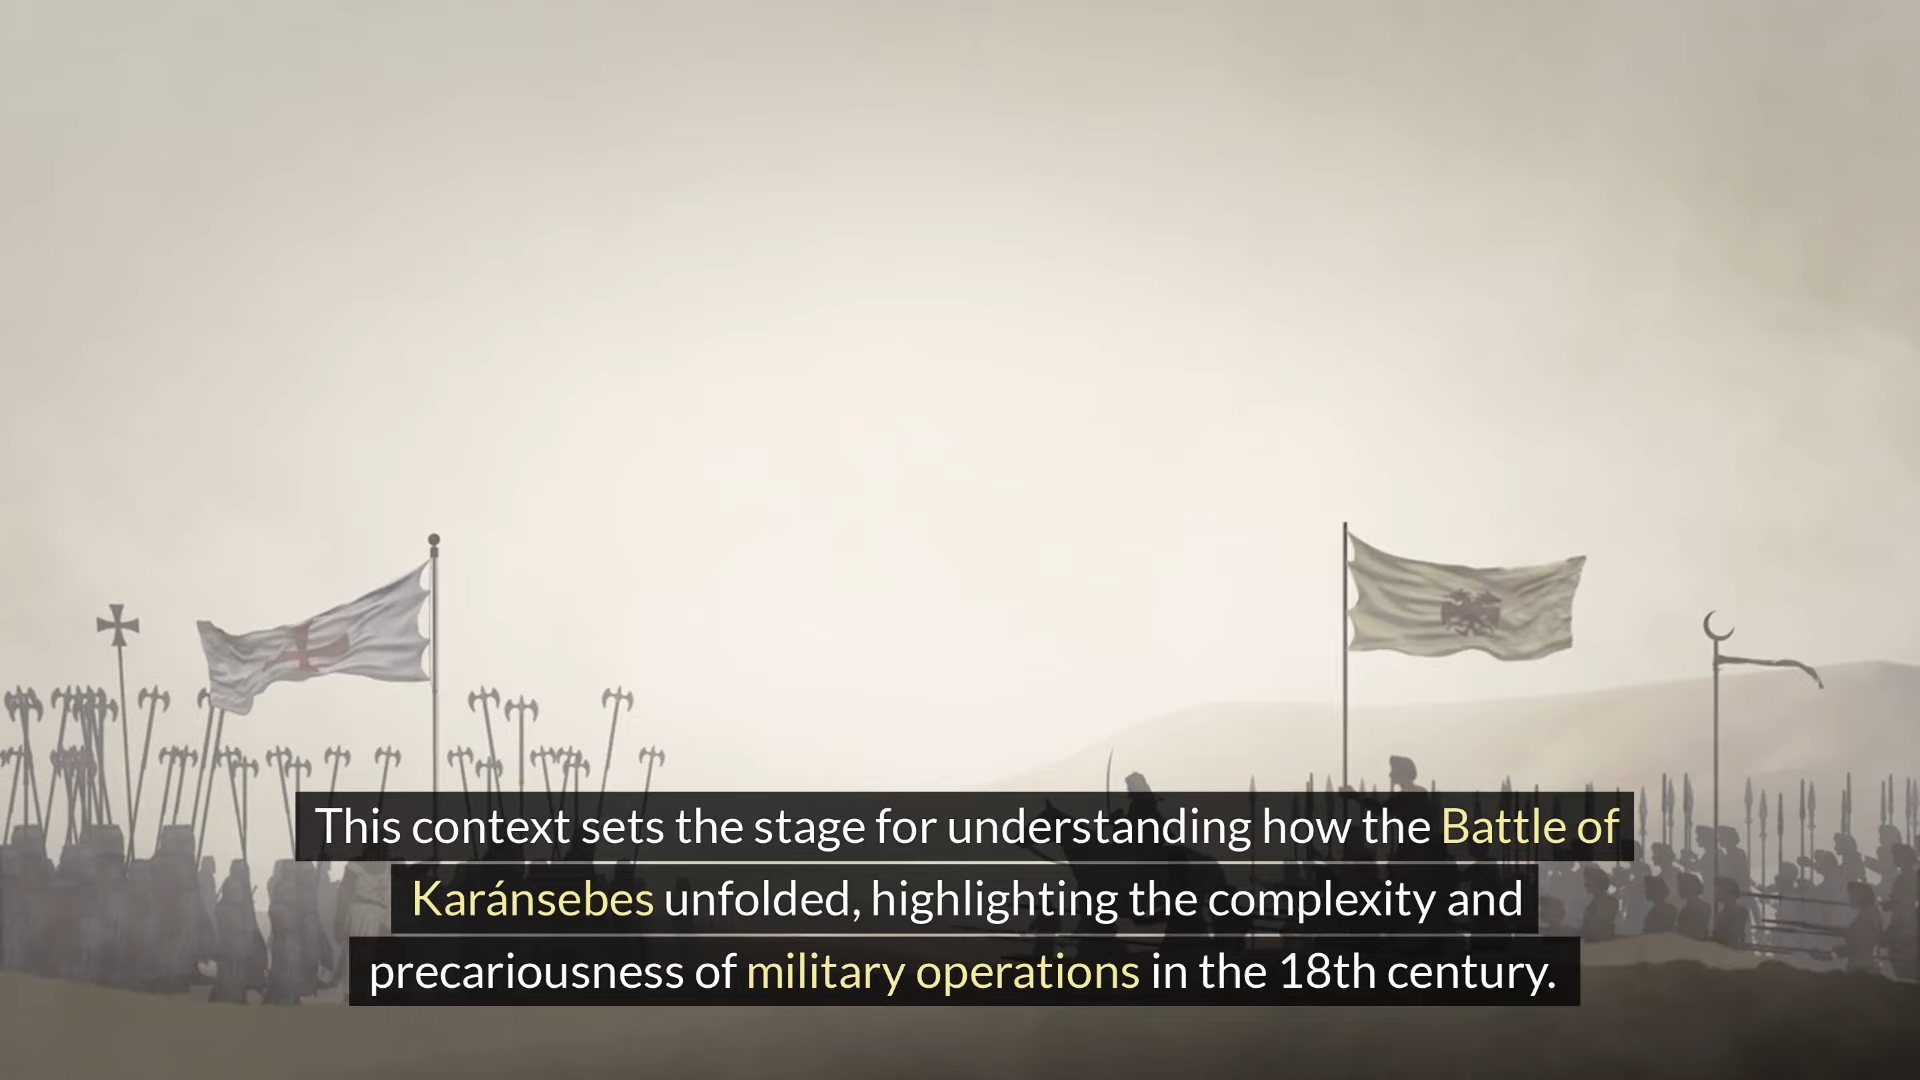 This context sets the stage for understanding how the Battle of
Karánsebes unfolded, highlighting the complexity and
precariousness of military operations in the 18th century.